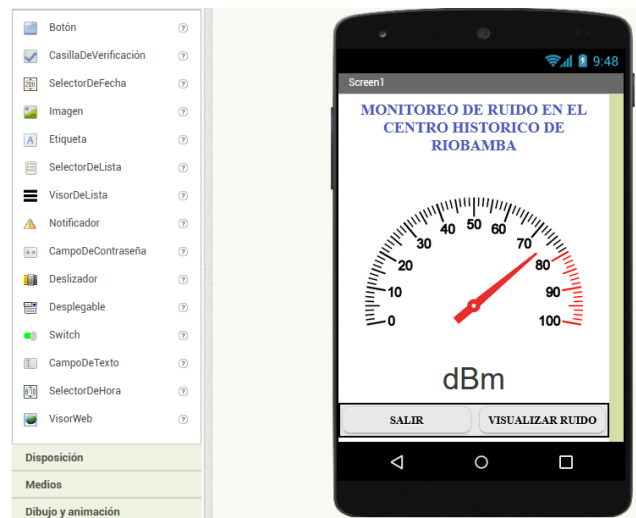 Botón
CasillaDeVerificación
SelectorDeFecha
Imagen
Etiqueta
SelectorDeLista
VisorDeLista
Notificador
CampoDeContraseña
Deslizador
Desplegable
Switch
CampoDeTexto
SelectorDeHora
VisorWeb
Disposición
Medios
Dibujo y animación
9:48
Screen1
MONITOREO DE RUIDO EN EL
CENTRO HISTORICO DE
RIOBAMBA
0
10
20
30
40
50
60
70
80
90
100
dBm
SALIR
VISUALIZAR RUIDO